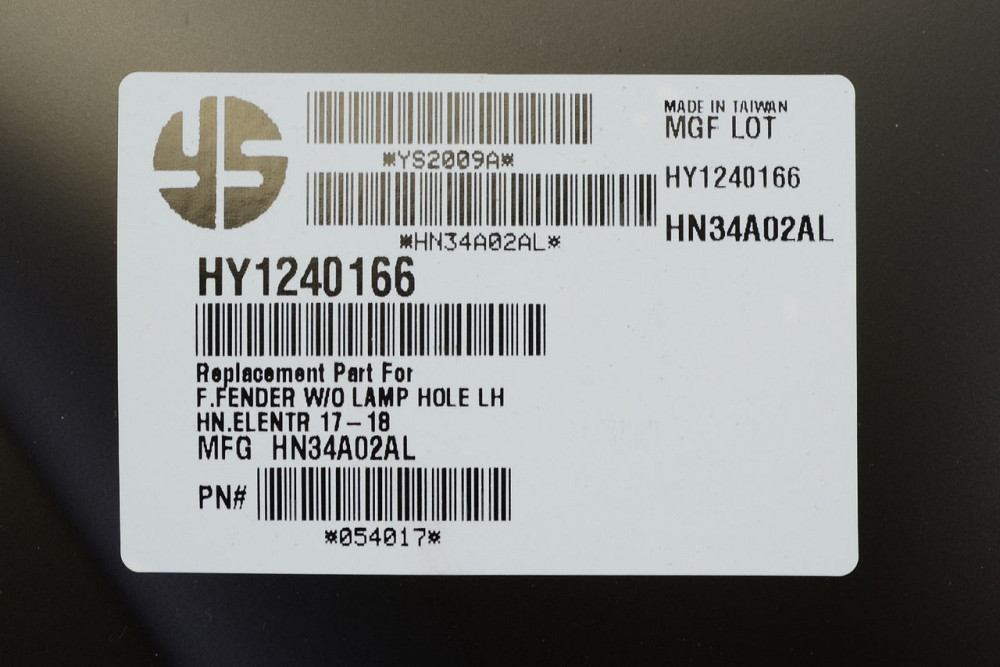 YS
*YS2009A*
*HN34A02AL*
MADE IN TAIWAN
MGF LOT
HY1240166
HN34A02AL
HY1240166
Replacement Part For
F.FENDER W/O LAMP HOLE LH
HN.ELENTR 17-18
MFG HN34A02AL
PN#
*054017*